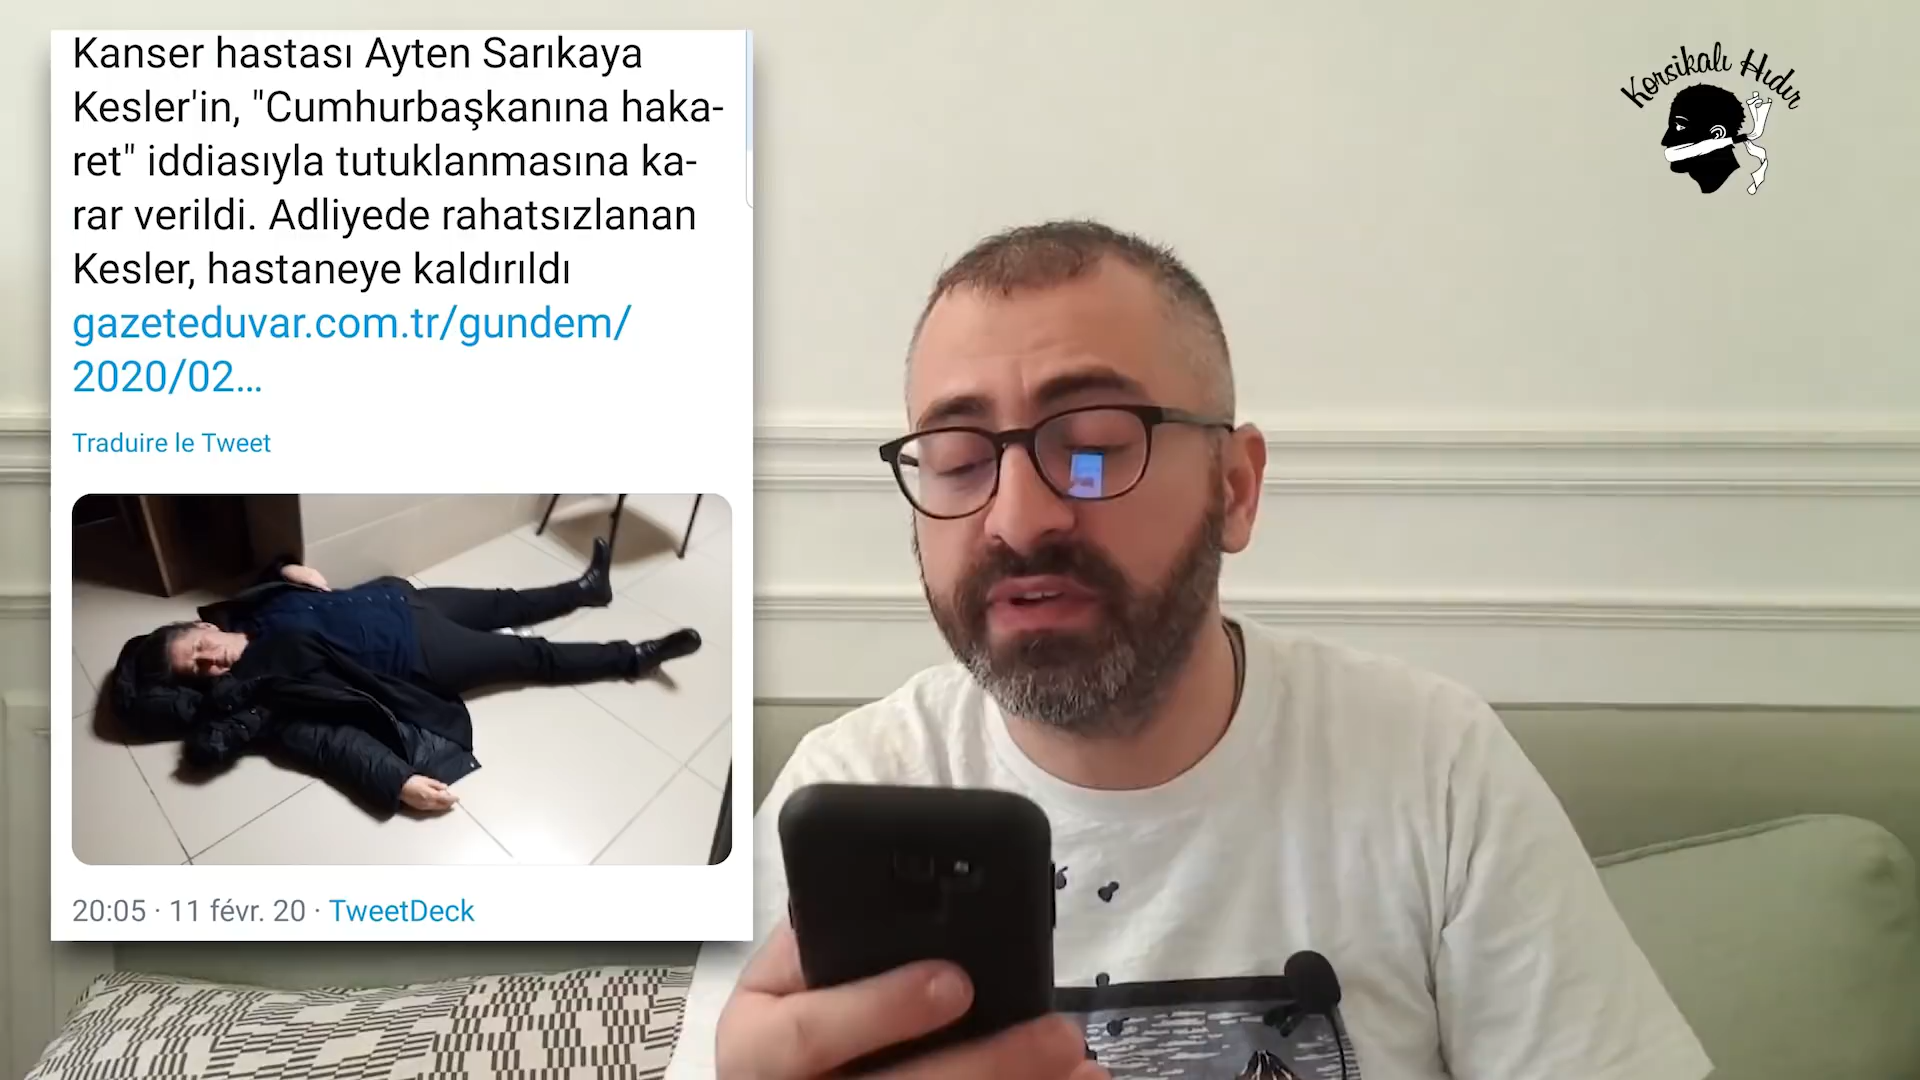 Kanser hastası Ayten Sarıkaya
Kesler'in, "Cumhurbaşkanına haka-
ret" iddiasıyla tutuklanmasına ka-
rar verildi. Adliyede rahatsızlanan
Kesler, hastaneye kaldırıldı
gazeteduvar.com.tr/gundem/
2020/02...
Traduire le Tweet
20:05 · 11 févr. 20 · TweetDeck
Korsikalı Hıdır